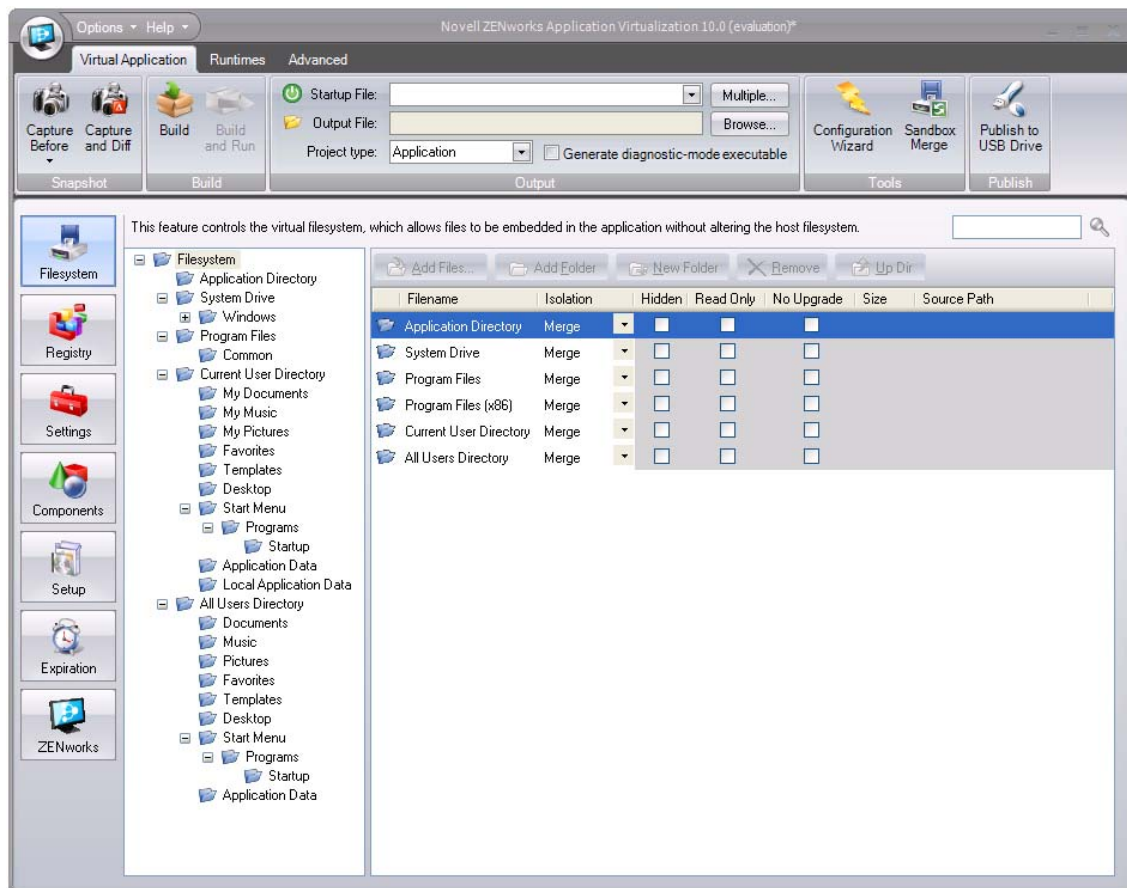 Options Help Novell ZENworks Application Virtualization 10.0 (evaluation)*
Virtual Application Runtimes Advanced
Capture Before
Capture and Diff
Snapshot
Build
Build and Run
Build
Startup File: Multiple...
Output File: Browse...
Project type: Application Generate diagnostic-mode executable
Output
Configuration Wizard
Sandbox Merge
Tools
Publish to USB Drive
Publish
Filesystem
Registry
Settings
Components
Setup
Expiration
ZENworks
This feature controls the virtual filesystem, which allows files to be embedded in the application without altering the host filesystem.
Filesystem
Application Directory
System Drive
Windows
Program Files
Common
Current User Directory
My Documents
My Music
My Pictures
Favorites
Templates
Desktop
Start Menu
Programs
Startup
Application Data
Local Application Data
All Users Directory
Documents
Music
Pictures
Favorites
Templates
Desktop
Start Menu
Programs
Startup
Application Data
Add Files... Add Folder New Folder Remove Up Dir
Filename Isolation Hidden Read Only No Upgrade Size Source Path
Application Directory Merge
System Drive Merge
Program Files Merge
Program Files (x86) Merge
Current User Directory Merge
All Users Directory Merge